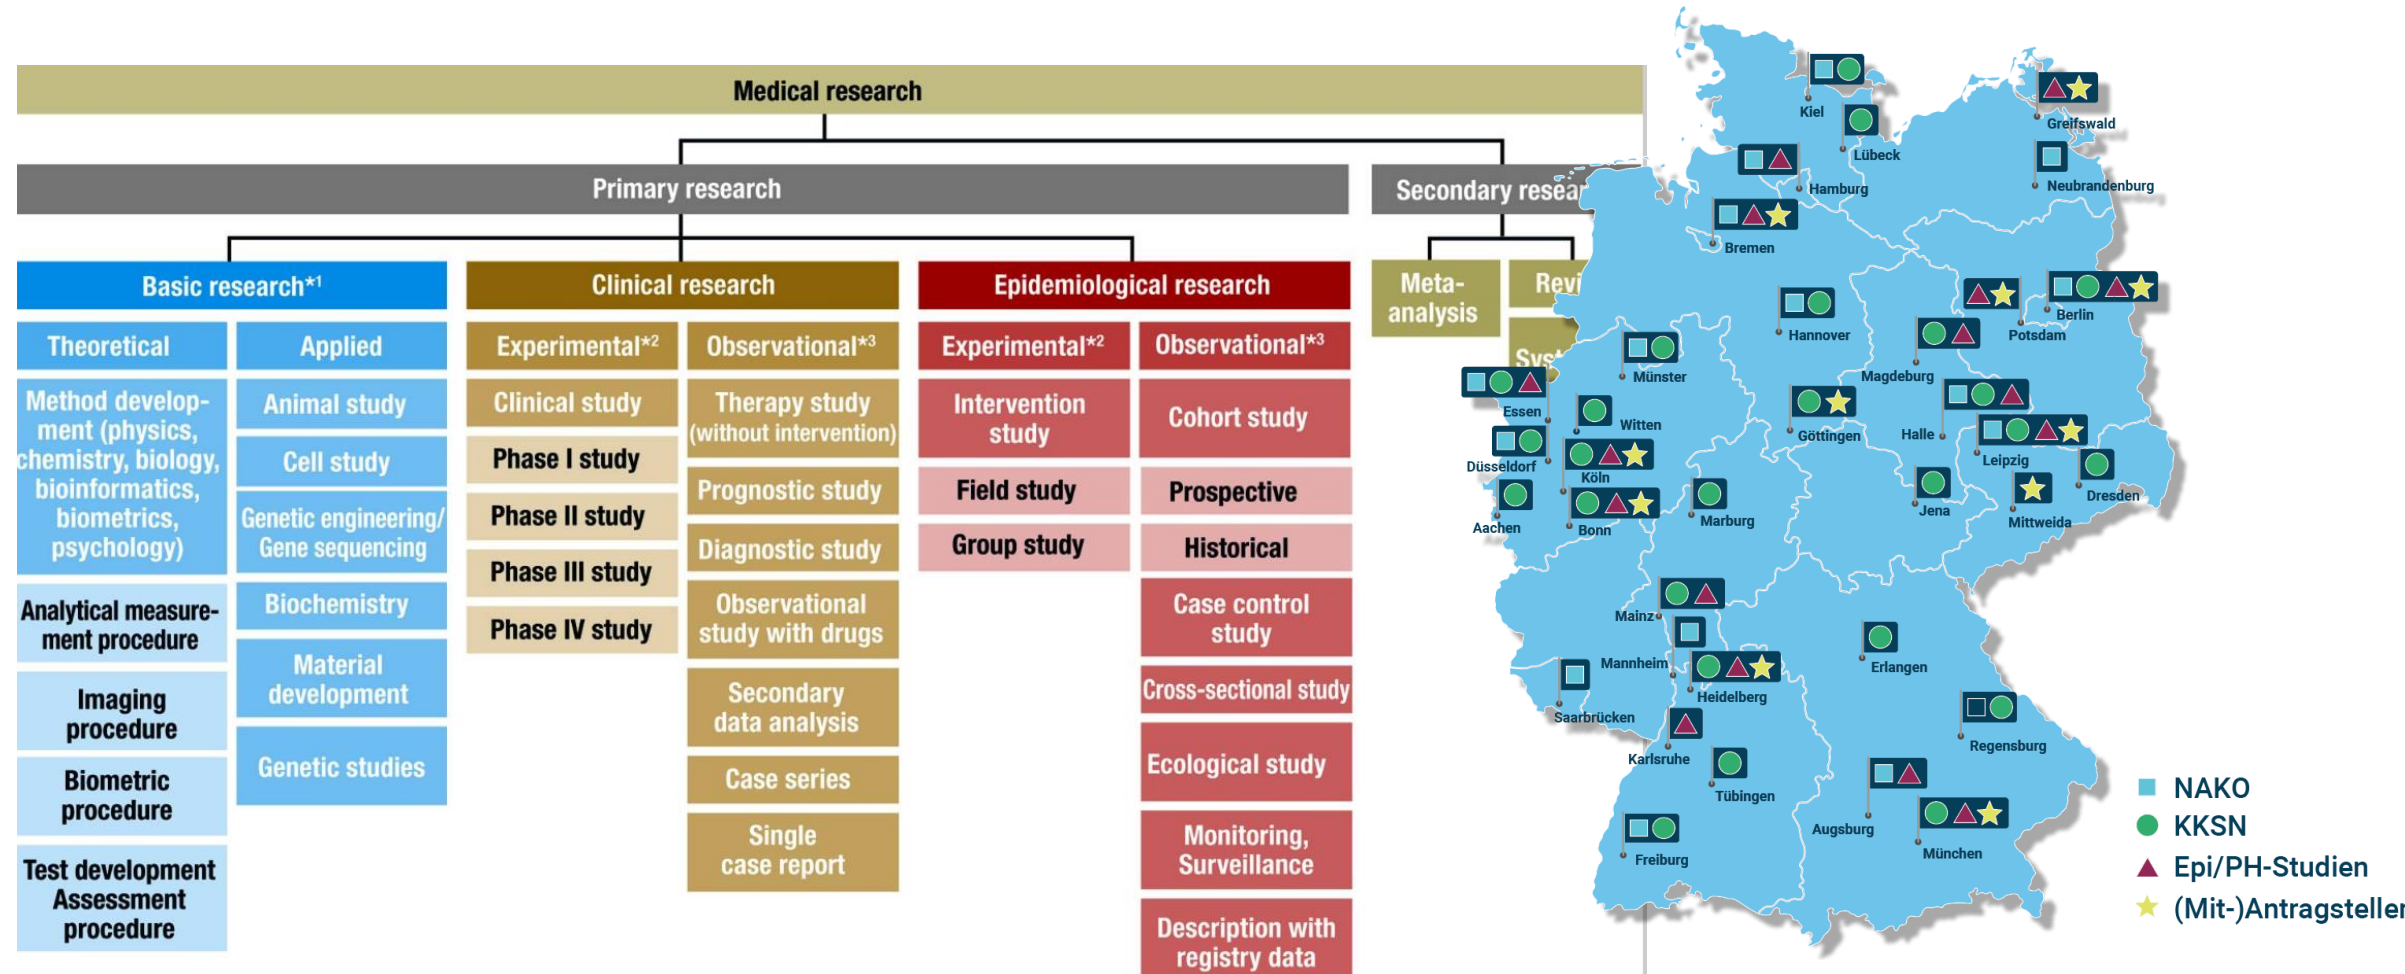 Medical research
Primary research
Secondary resear
Basic research*1
Clinical research
Epidemiological research
Meta-
analysis
Revi
Syst
Theoretical
Applied
Experimental*2
Observational*3
Experimental*2
Observational*3
Method develop-
ment (physics,
chemistry, biology,
bioinformatics,
biometrics,
psychology)
Analytical measure-
ment procedure
Imaging
procedure
Biometric
procedure
Test development
Assessment
procedure
Animal study
Cell study
Genetic engineering/
Gene sequencing
Biochemistry
Material
development
Genetic studies
Clinical study
Phase I study
Phase II study
Phase III study
Phase IV study
Therapy study
(without intervention)
Prognostic study
Diagnostic study
Observational
study with drugs
Secondary
data analysis
Case series
Single
case report
Intervention
study
Field study
Group study
Cohort study
Prospective
Historical
Case control
study
Cross-sectional study
Ecological study
Monitoring,
Surveillance
Description with
registry data
Kiel
Greifswald
Lübeck
Neubrandenburg
Hamburg
Bremen
Berlin
Hannover
Potsdam
Magdeburg
Münster
Essen
Witten
Göttingen
Halle
Leipzig
Düsseldorf
Köln
Dresden
Aachen
Bonn
Marburg
Jena
Mittweida
Mainz
Mannheim
Erlangen
Heidelberg
Saarbrücken
Regensburg
Karlsruhe
Tübingen
Augsburg
München
Freiburg
NAKO
KKSN
Epi/PH-Studien
(Mit-)Antragsteller